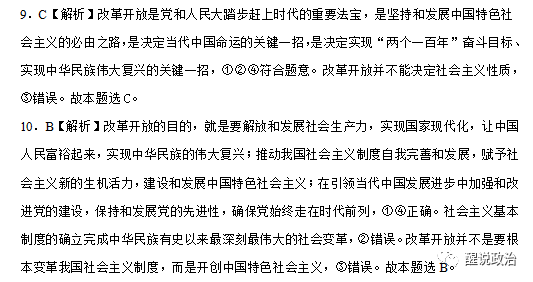 9．C【解析】改革开放是党和人民大踏步赶上时代的重要法宝，是坚持和发展中国特色社
会主义的必由之路，是决定当代中国命运的关键一招，是决定实现“两个一百年”奋斗目标、
实现中华民族伟大复兴的关键一招，①②④符合题意。改革开放并不能决定社会主义性质，
③错误。故本题选 C。
10．B【解析】改革开放的目的，就是要解放和发展社会生产力，实现国家现代化，让中国
人民富裕起来，实现中华民族的伟大复兴；推动我国社会主义制度自我完善和发展，赋予社
会主义新的生机活力，建设和发展中国特色社会主义；在引领当代中国发展进步中加强和改
进党的建设，保持和发展党的先进性，确保党始终走在时代前列，①④正确。社会主义基本
制度的确立完成中华民族有史以来最深刻最伟大的社会变革，②错误。改革开放并不是要根
本变革我国社会主义制度，而是开创中国特色社会主义，③错误。故本题选 B。
醒说政治